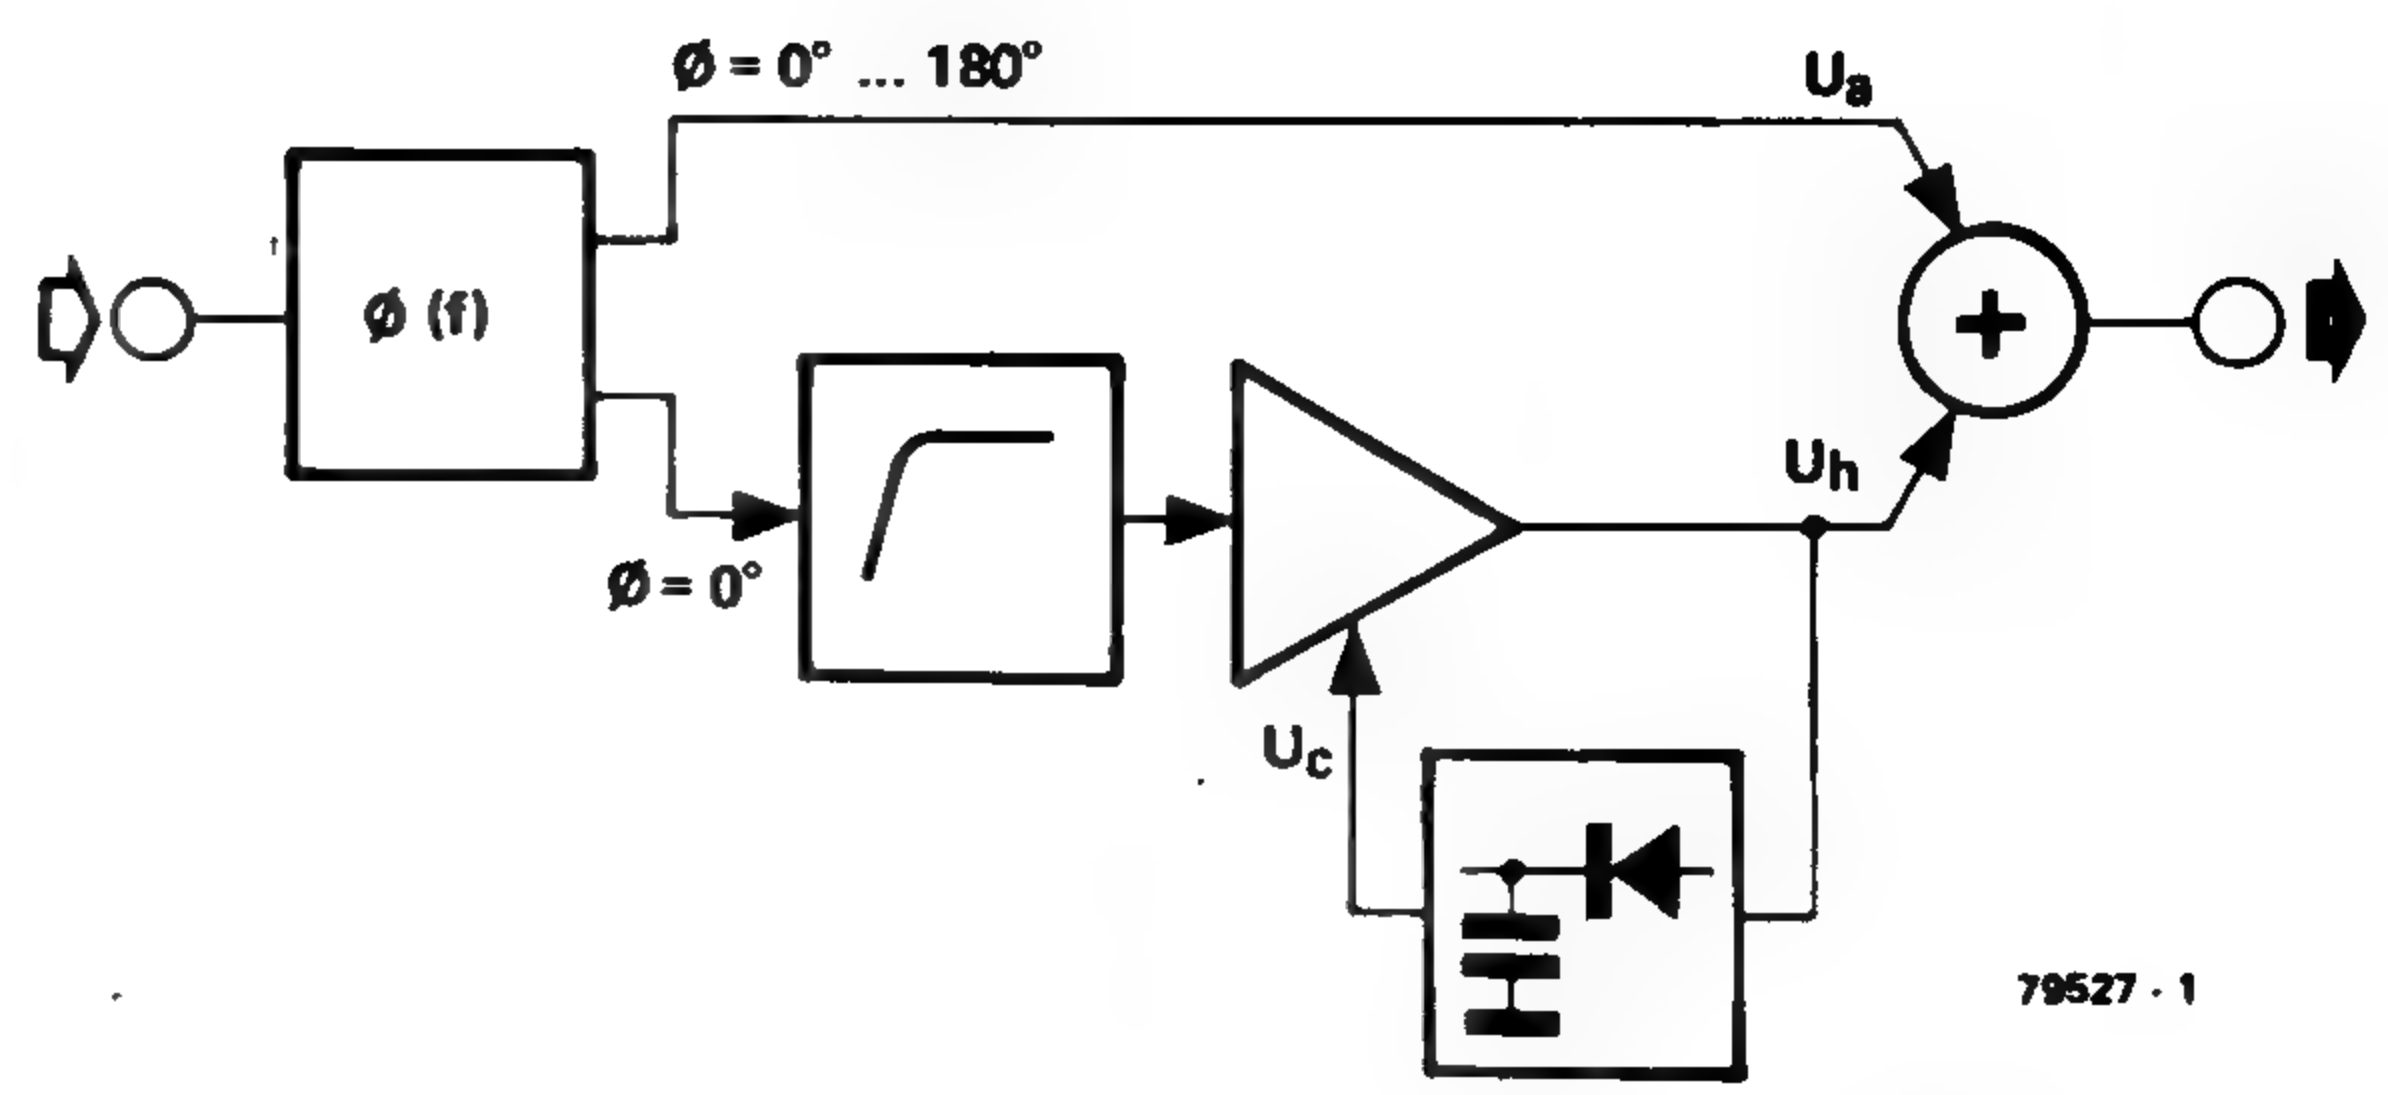 Ø = 0° ... 180°
Ua
Ø (f)
+
Uh
Ø = 0°
Uc
79527 - 1